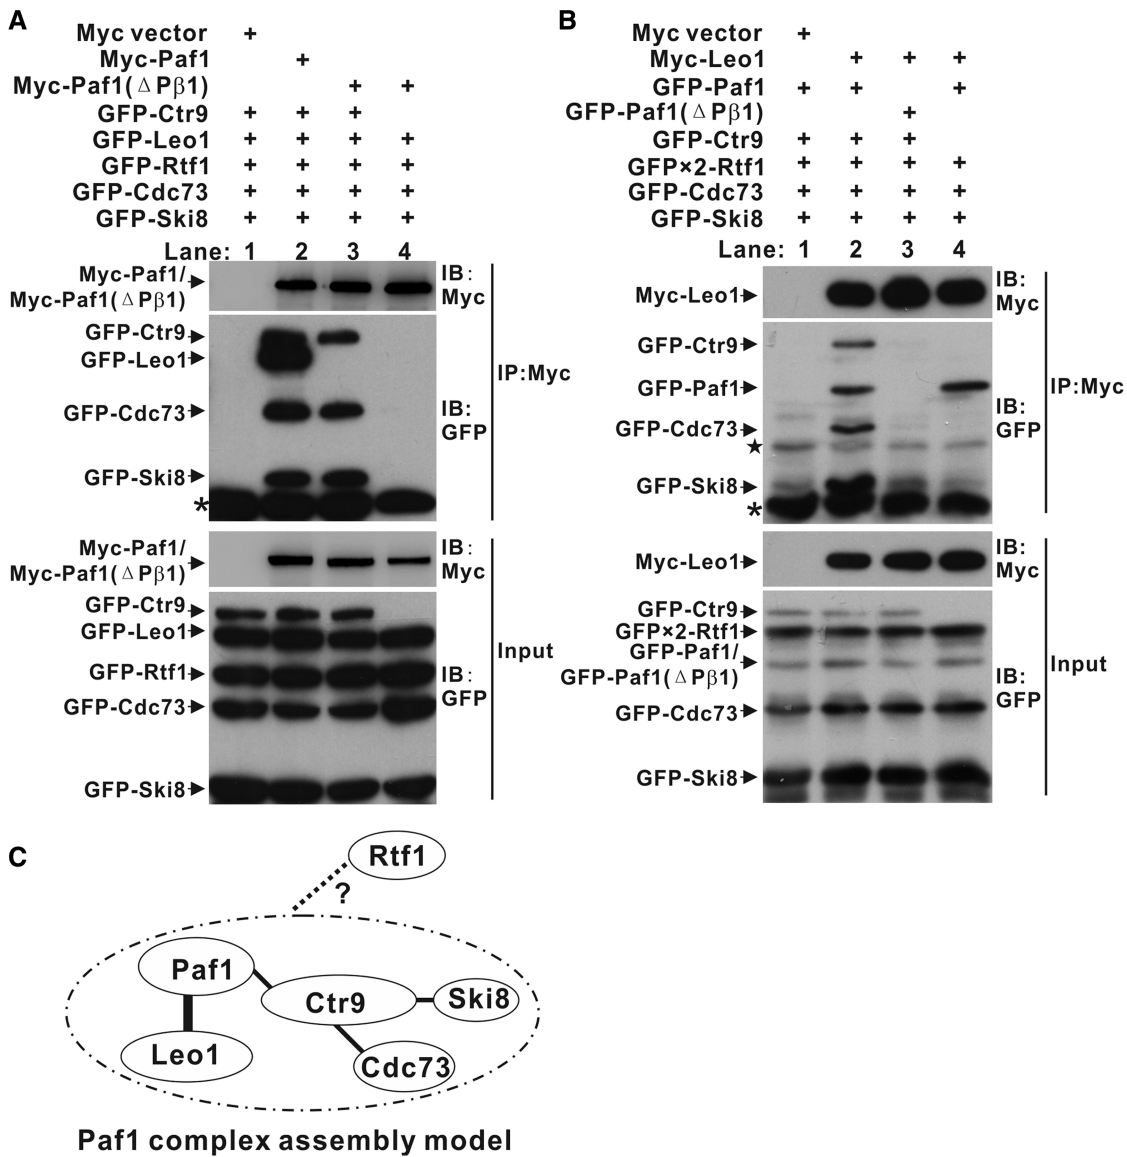 A
Myc vector +
Myc-Paf1 +
Myc-Paf1(ΔPβ1) + +
GFP-Ctr9 + + +
GFP-Leo1 + + + +
GFP-Rtf1 + + + +
GFP-Cdc73 + + + +
GFP-Ski8 + + + +
Lane: 1 2 3 4
Myc-Paf1/
Myc-Paf1(ΔPβ1)
IB:
Myc
GFP-Ctr9
GFP-Leo1
GFP-Cdc73
GFP-Ski8
*
IB:
GFP
IP:Myc
Myc-Paf1/
Myc-Paf1(ΔPβ1)
IB:
Myc
GFP-Ctr9
GFP-Leo1
GFP-Rtf1
GFP-Cdc73
GFP-Ski8
IB:
GFP
Input
B
Myc vector +
Myc-Leo1 + + +
GFP-Paf1 + + +
GFP-Paf1(ΔPβ1) +
GFP-Ctr9 + + +
GFP×2-Rtf1 + + + +
GFP-Cdc73 + + + +
GFP-Ski8 + + + +
Lane: 1 2 3 4
Myc-Leo1
IB:
Myc
GFP-Ctr9
GFP-Paf1
GFP-Cdc73
★
GFP-Ski8
*
IB:
GFP
IP:Myc
Myc-Leo1
IB:
Myc
GFP-Ctr9
GFP×2-Rtf1
GFP-Paf1/
GFP-Paf1(ΔPβ1)
GFP-Cdc73
GFP-Ski8
IB:
GFP
Input
C
Rtf1
?
Paf1
Ctr9
Ski8
Leo1
Cdc73
Paf1 complex assembly model